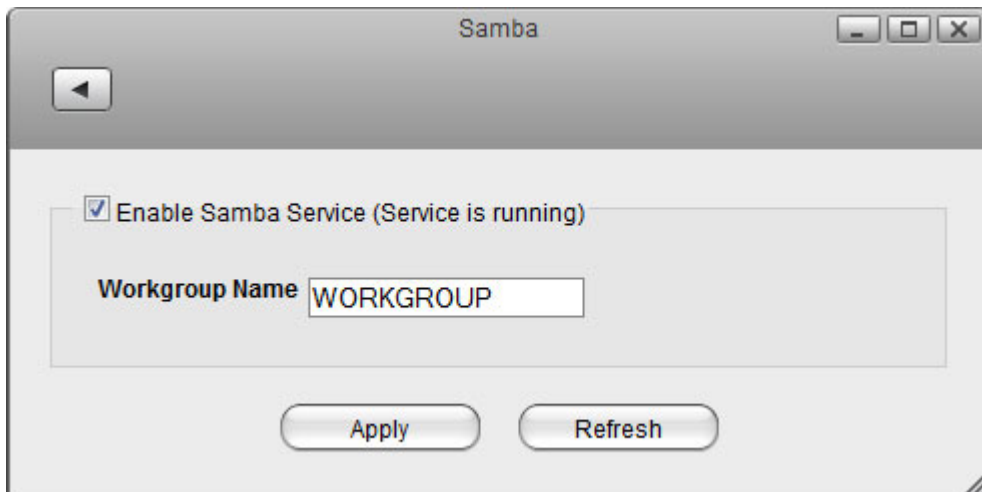 Samba
Enable Samba Service (Service is running)
Workgroup Name WORKGROUP
Apply Refresh